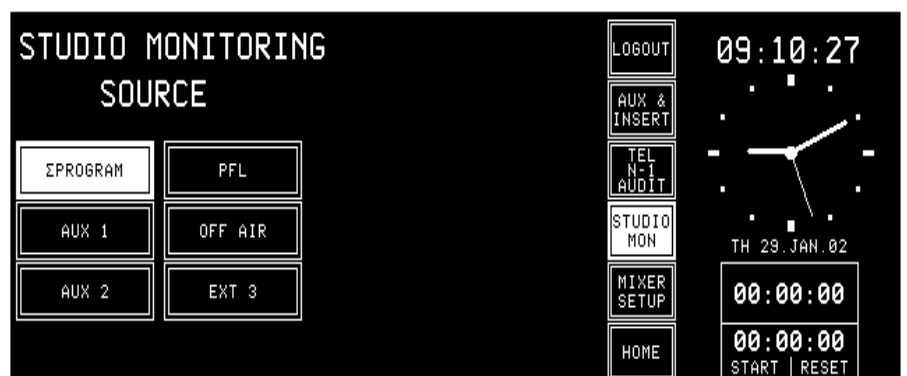 STUDIO MONITORING
SOURCE
ΣPROGRAM
PFL
AUX 1
OFF AIR
AUX 2
EXT 3
LOGOUT
AUX &
INSERT
TEL
N-1
AUDIT
STUDIO
MON
MIXER
SETUP
HOME
09:10:27
TH 29.JAN.02
00:00:00
00:00:00
START | RESET